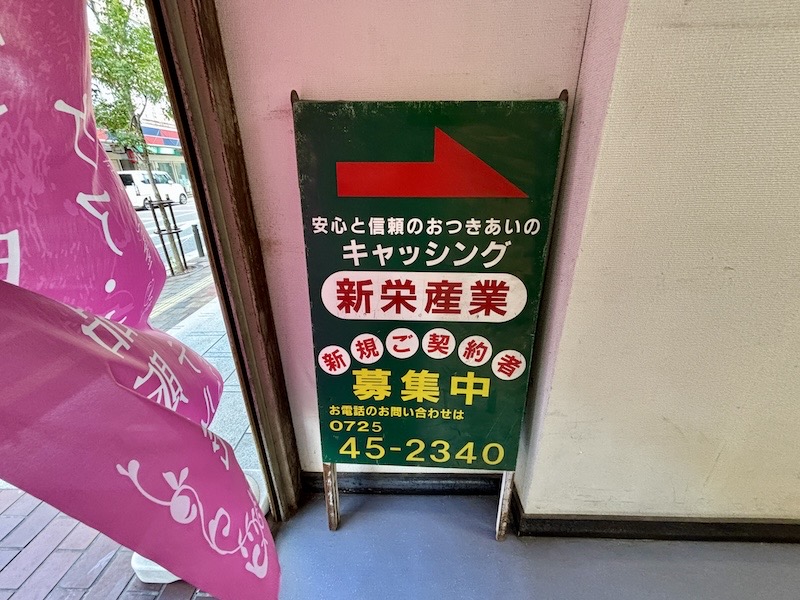 安心と信頼のおつきあいの
キャッシング
新栄産業
新規ご契約者
募集中
お電話のお問い合わせは
0725
45-2340